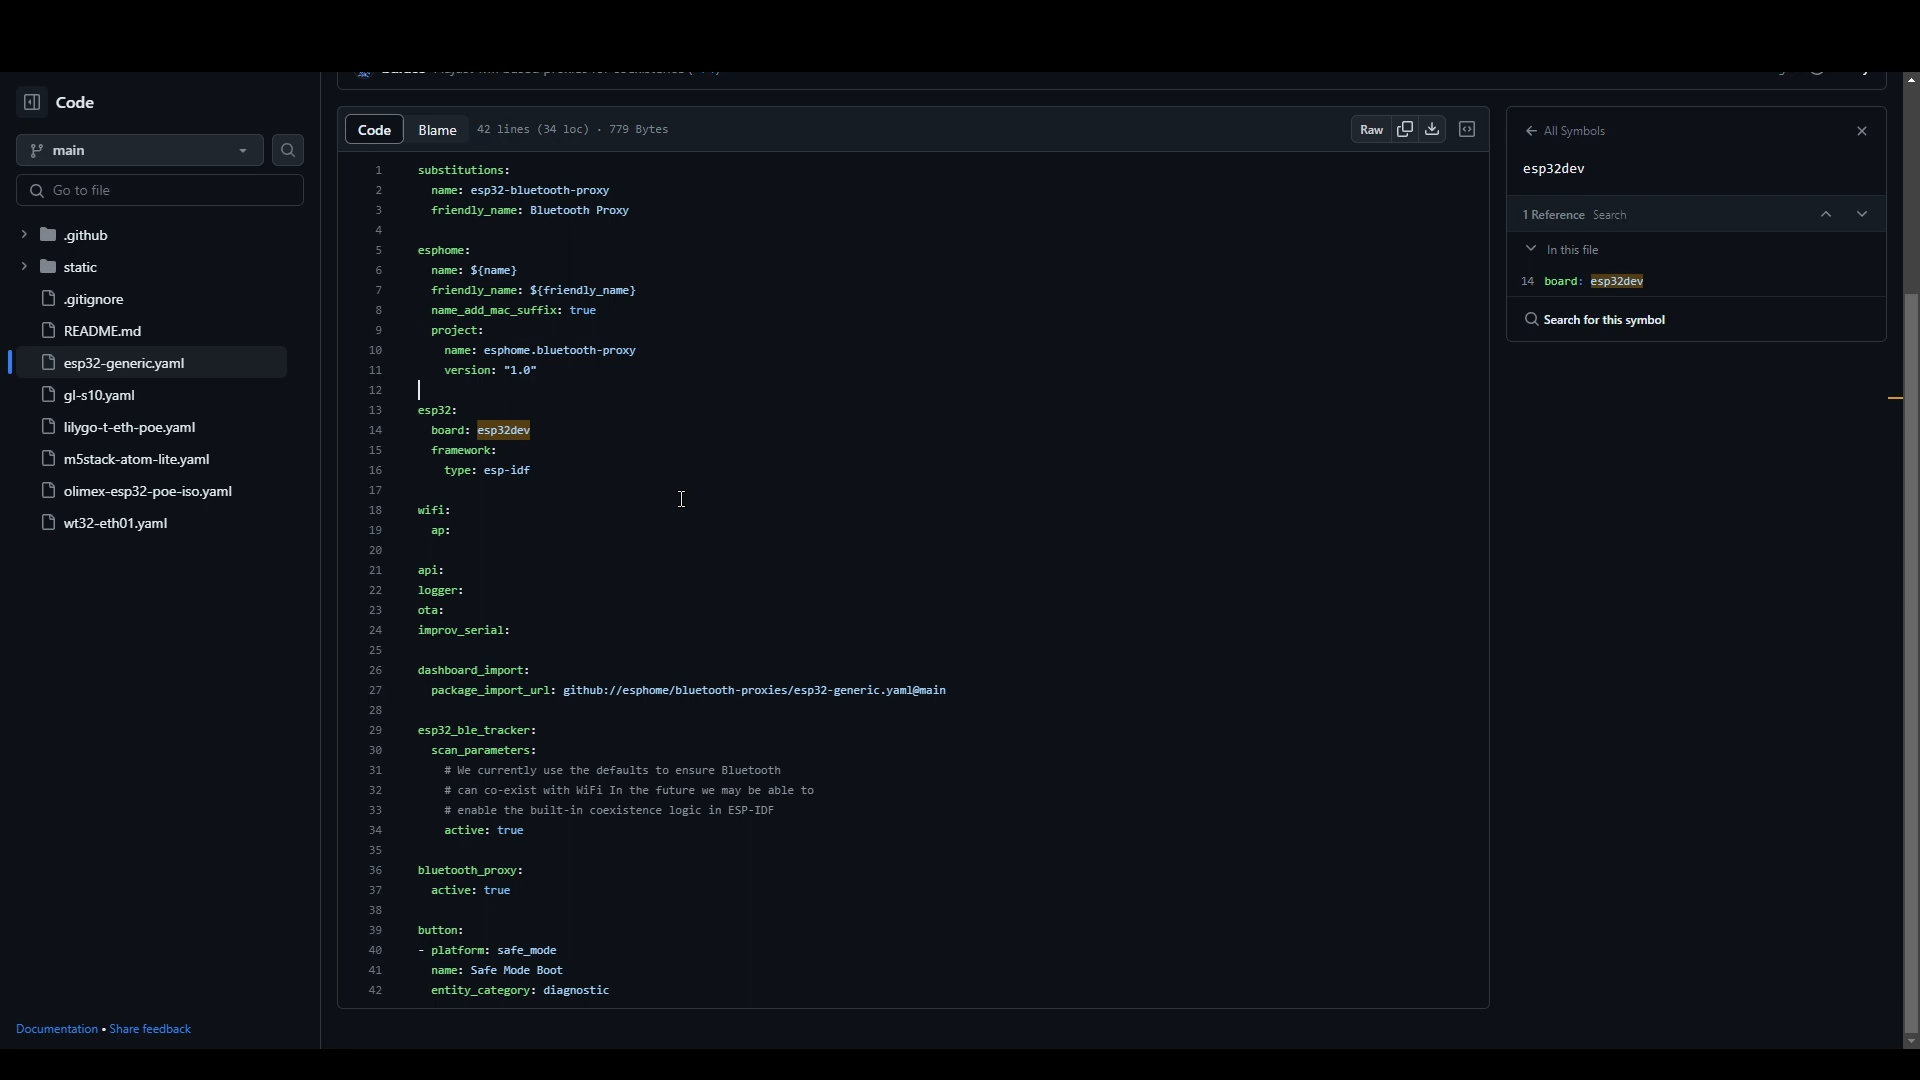 Code
main
Go to file
.github
static
.gitignore
README.md
esp32-generic.yaml
gl-s10.yaml
lilygo-t-eth-poe.yaml
m5stack-atom-lite.yaml
olimex-esp32-poe-iso.yaml
wt32-eth01.yaml
Documentation • Share feedback
Code Blame 42 lines (34 loc) · 779 Bytes
Raw
1 substitutions:
2 name: esp32-bluetooth-proxy
3 friendly_name: Bluetooth Proxy
4
5 esphome:
6 name: ${name}
7 friendly_name: ${friendly_name}
8 name_add_mac_suffix: true
9 project:
10 name: esphome.bluetooth-proxy
11 version: "1.0"
12
13 esp32:
14 board: esp32dev
15 framework:
16 type: esp-idf
17
18 wifi:
19 ap:
20
21 api:
22 logger:
23 ota:
24 improv_serial:
25
26 dashboard_import:
27 package_import_url: github://esphome/bluetooth-proxies/esp32-generic.yaml@main
28
29 esp32_ble_tracker:
30 scan_parameters:
31 # We currently use the defaults to ensure Bluetooth
32 # can co-exist with WiFi In the future we may be able to
33 # enable the built-in coexistence logic in ESP-IDF
34 active: true
35
36 bluetooth_proxy:
37 active: true
38
39 button:
40 - platform: safe_mode
41 name: Safe Mode Boot
42 entity_category: diagnostic
All Symbols
esp32dev
1 Reference Search
In this file
14 board: esp32dev
Search for this symbol